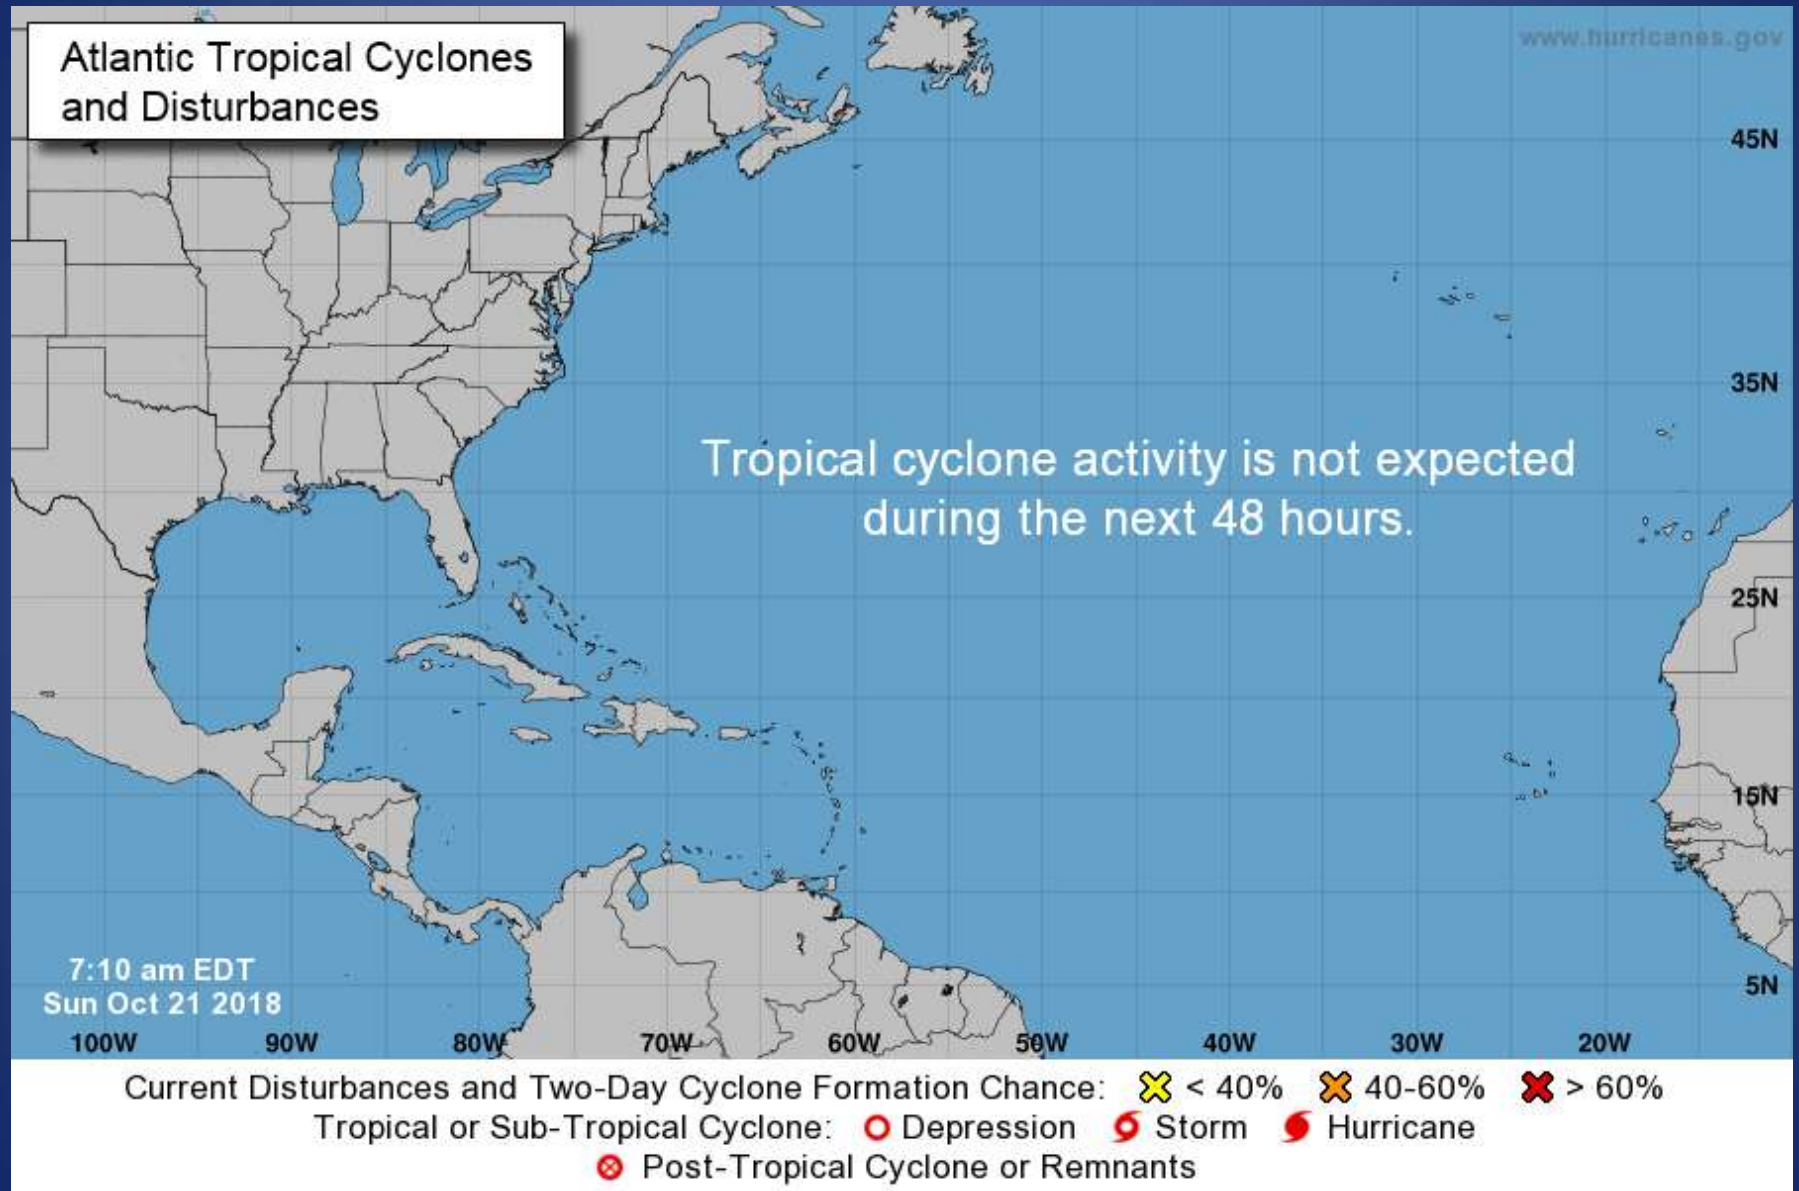 Atlantic Tropical Cyclones
and Disturbances
www.hurricanes.gov
45N
35N
Tropical cyclone activity is not expected
during the next 48 hours.
25N
15N
7:10 am EDT
Sun Oct 21 2018
5N
100W 90W 80W 70W 60W 50W 40W 30W 20W
Current Disturbances and Two-Day Cyclone Formation Chance: < 40% 40-60% > 60%
Tropical or Sub-Tropical Cyclone: Depression Storm Hurricane
Post-Tropical Cyclone or Remnants